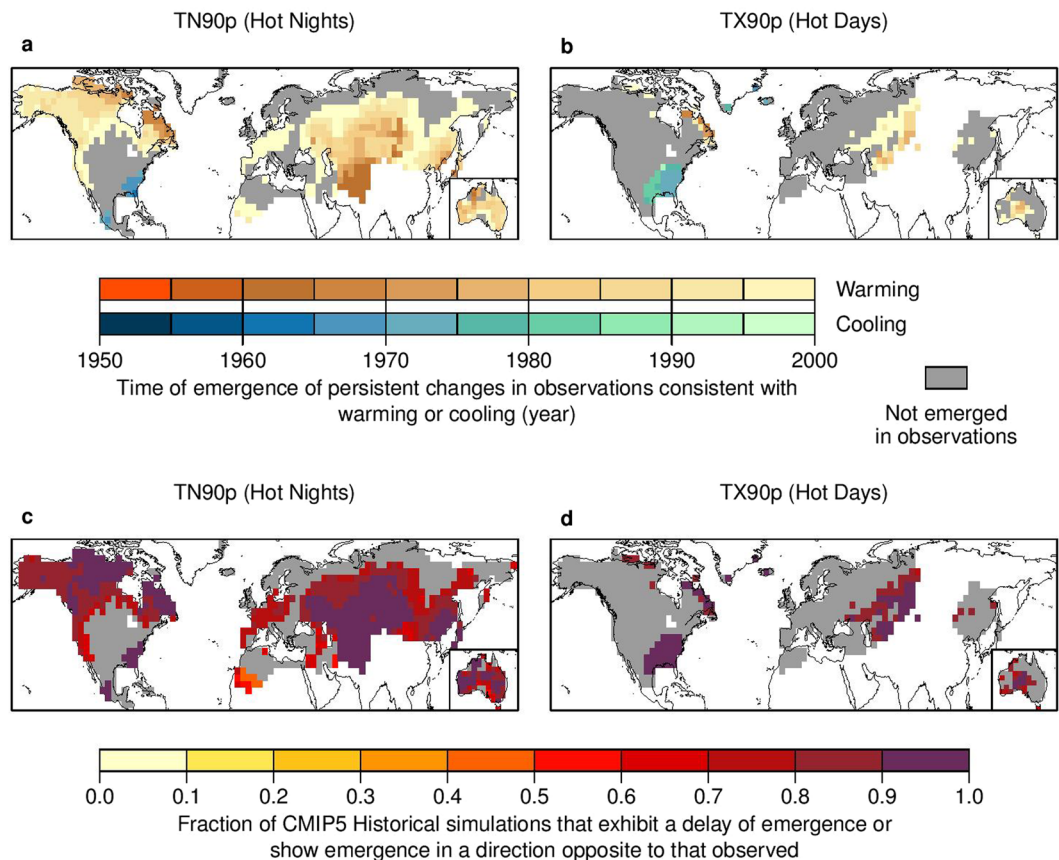 TN90p (Hot Nights)
TX90p (Hot Days)
a
b
Warming
Cooling
1950 1960 1970 1980 1990 2000
Time of emergence of persistent changes in observations consistent with
warming or cooling (year)
Not emerged
in observations
TN90p (Hot Nights)
TX90p (Hot Days)
c
d
0.0 0.1 0.2 0.3 0.4 0.5 0.6 0.7 0.8 0.9 1.0
Fraction of CMIP5 Historical simulations that exhibit a delay of emergence or
show emergence in a direction opposite to that observed